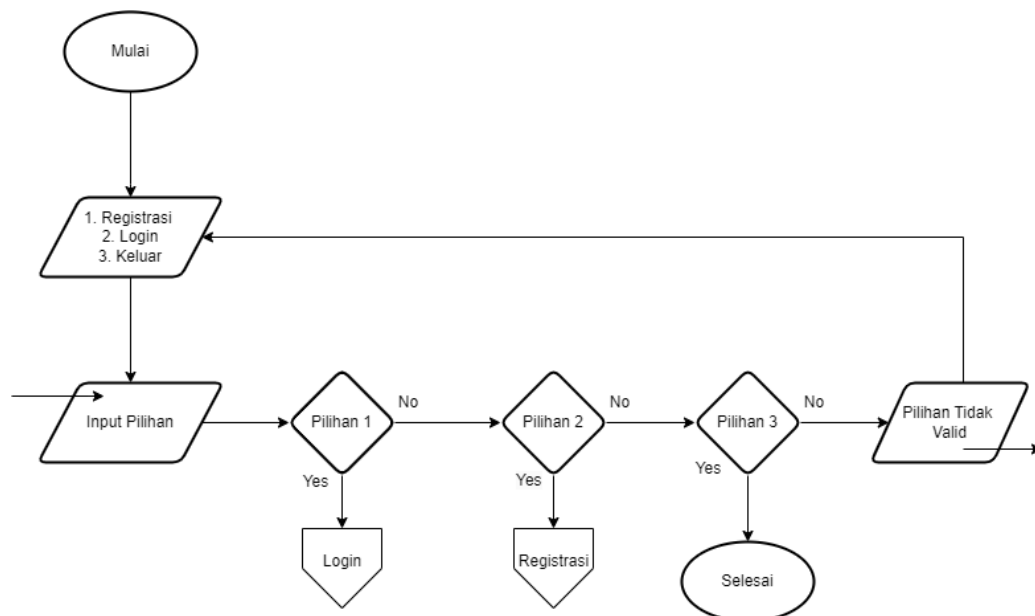 Mulai
1. Registrasi
2. Login
3. Keluar
Input Pilihan
Pilihan 1
No
Yes
Pilihan 2
No
Yes
Pilihan 3
No
Yes
Pilihan Tidak
Valid
Login
Registrasi
Selesai